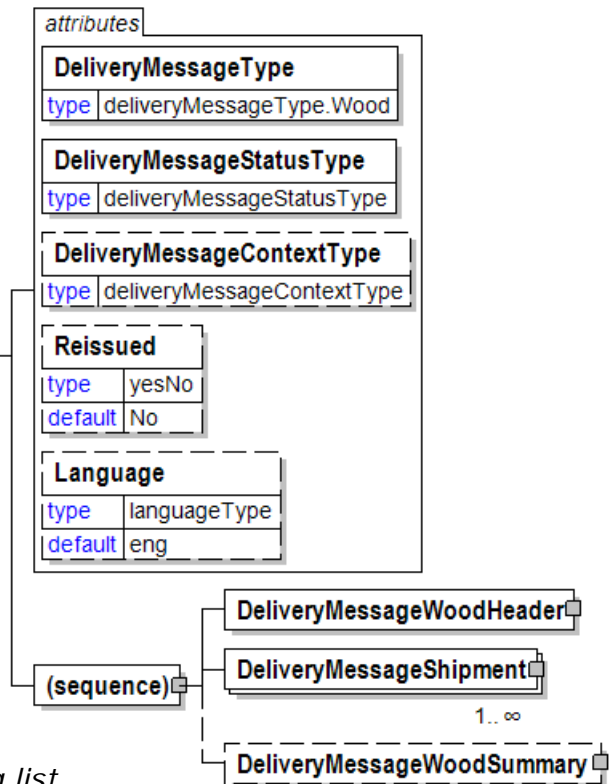 attributes
DeliveryMessageType
type deliveryMessageType.Wood
DeliveryMessageStatusType
type deliveryMessageStatusType
DeliveryMessageContextType
type deliveryMessageContextType
Reissued
type yesNo
default No
Language
type languageType
default eng
DeliveryMessageWoodHeader
(sequence)
DeliveryMessageShipment
1.. ∞
DeliveryMessageWoodSummary
list